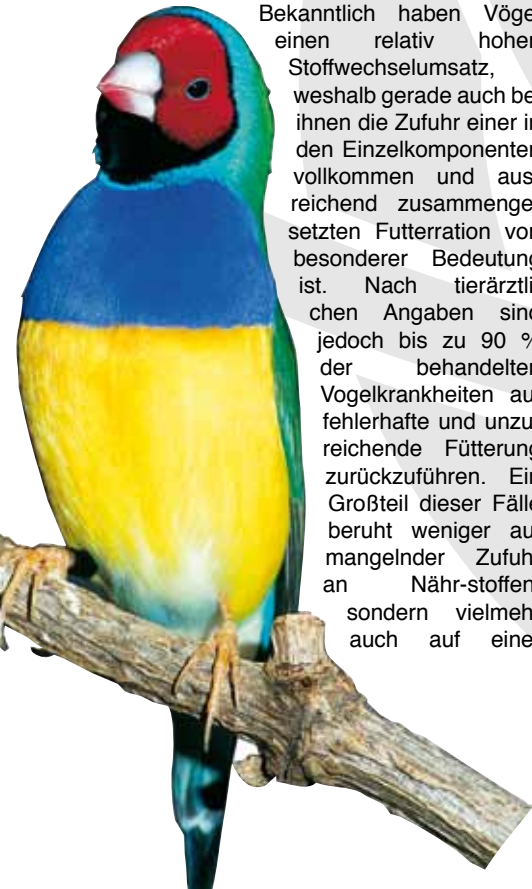 Bekanntlich haben Vöge
einen relativ hohen
Stoffwechselumsatz,
weshalb gerade auch be
ihnen die Zufuhr einer in
den Einzelkomponenten
vollkommen und aus
reichend zusammenge
setzten Futterration von
besonderer Bedeutung
ist. Nach tierärztli
chen Angaben sind
jedoch bis zu 90 %
der behandelten
Vogelkrankheiten au
fehlerhafte und unzu
reichende Fütterung
zurückzuführen. Ein
Großteil dieser Fälle
beruht weniger au
mangelnder Zufuh
an Nähr-stoffen
sondern vielmeh
auch auf eine